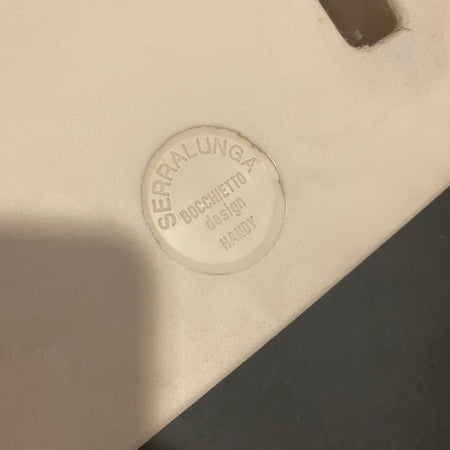 SERRALUNGA
BOCCHIETTO
design
HANDY